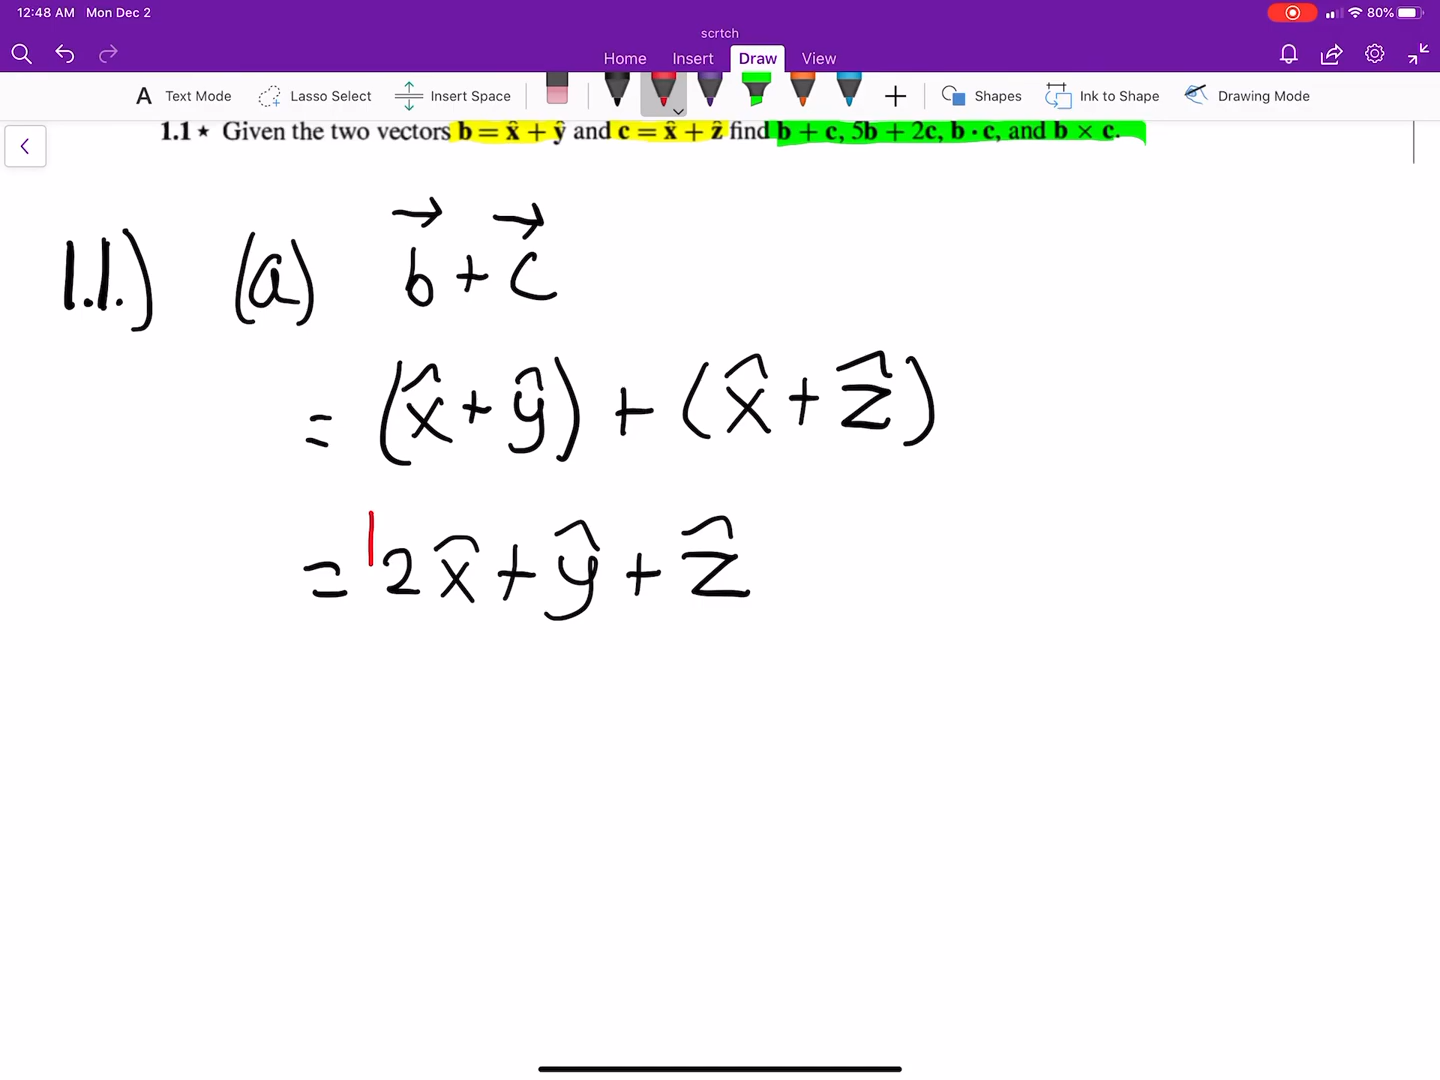 12:48 AM Mon Dec 2
80%
scrtch
Home Insert Draw View
A Text Mode Lasso Select Insert Space Shapes Ink to Shape Drawing Mode
1.1 ⋆ Given the two vectors b = x̂ + ŷ and c = x̂ + ẑ find b + c, 5b + 2c, b · c, and b × c.
1.1.) (a) b⃗ + c⃗
= (x̂ + ŷ) + (x̂ + ẑ)
= 2x̂ + ŷ + ẑ